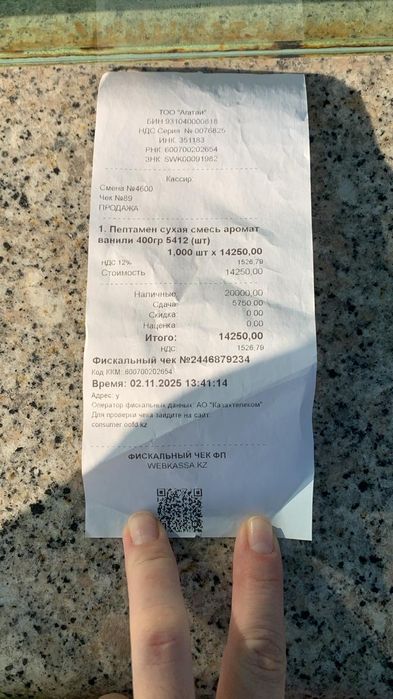 ТОО "Агатай"
БИН 931040000618
НДС Серия № 0076825
ИНК 351183
РНК 600700202654
ЗНК SWK00091982
Кассир
Смена №4600
Чек №89
ПРОДАЖА
1. Пептамен сухая смесь аромат
ванили 400гр 5412 (шт)
1,000 шт х 14250,00
НДС 12% 1526,79
Стоимость 14250,00
Наличные: 20000,00
Сдача: 5750,00
Скидка: 0,00
Наценка: 0,00
Итого: 14250,00
НДС 1526,79
Фискальный чек №2446879234
Код ККМ: 600700202654
Время: 02.11.2025 13:41:14
Адрес: у
Оператор фискальных данных: АО "Казахтелеком"
Для проверки чека зайдите на сайт:
consumer.oofd.kz
ФИСКАЛЬНЫЙ ЧЕК ФП
WEBKASSA.KZ